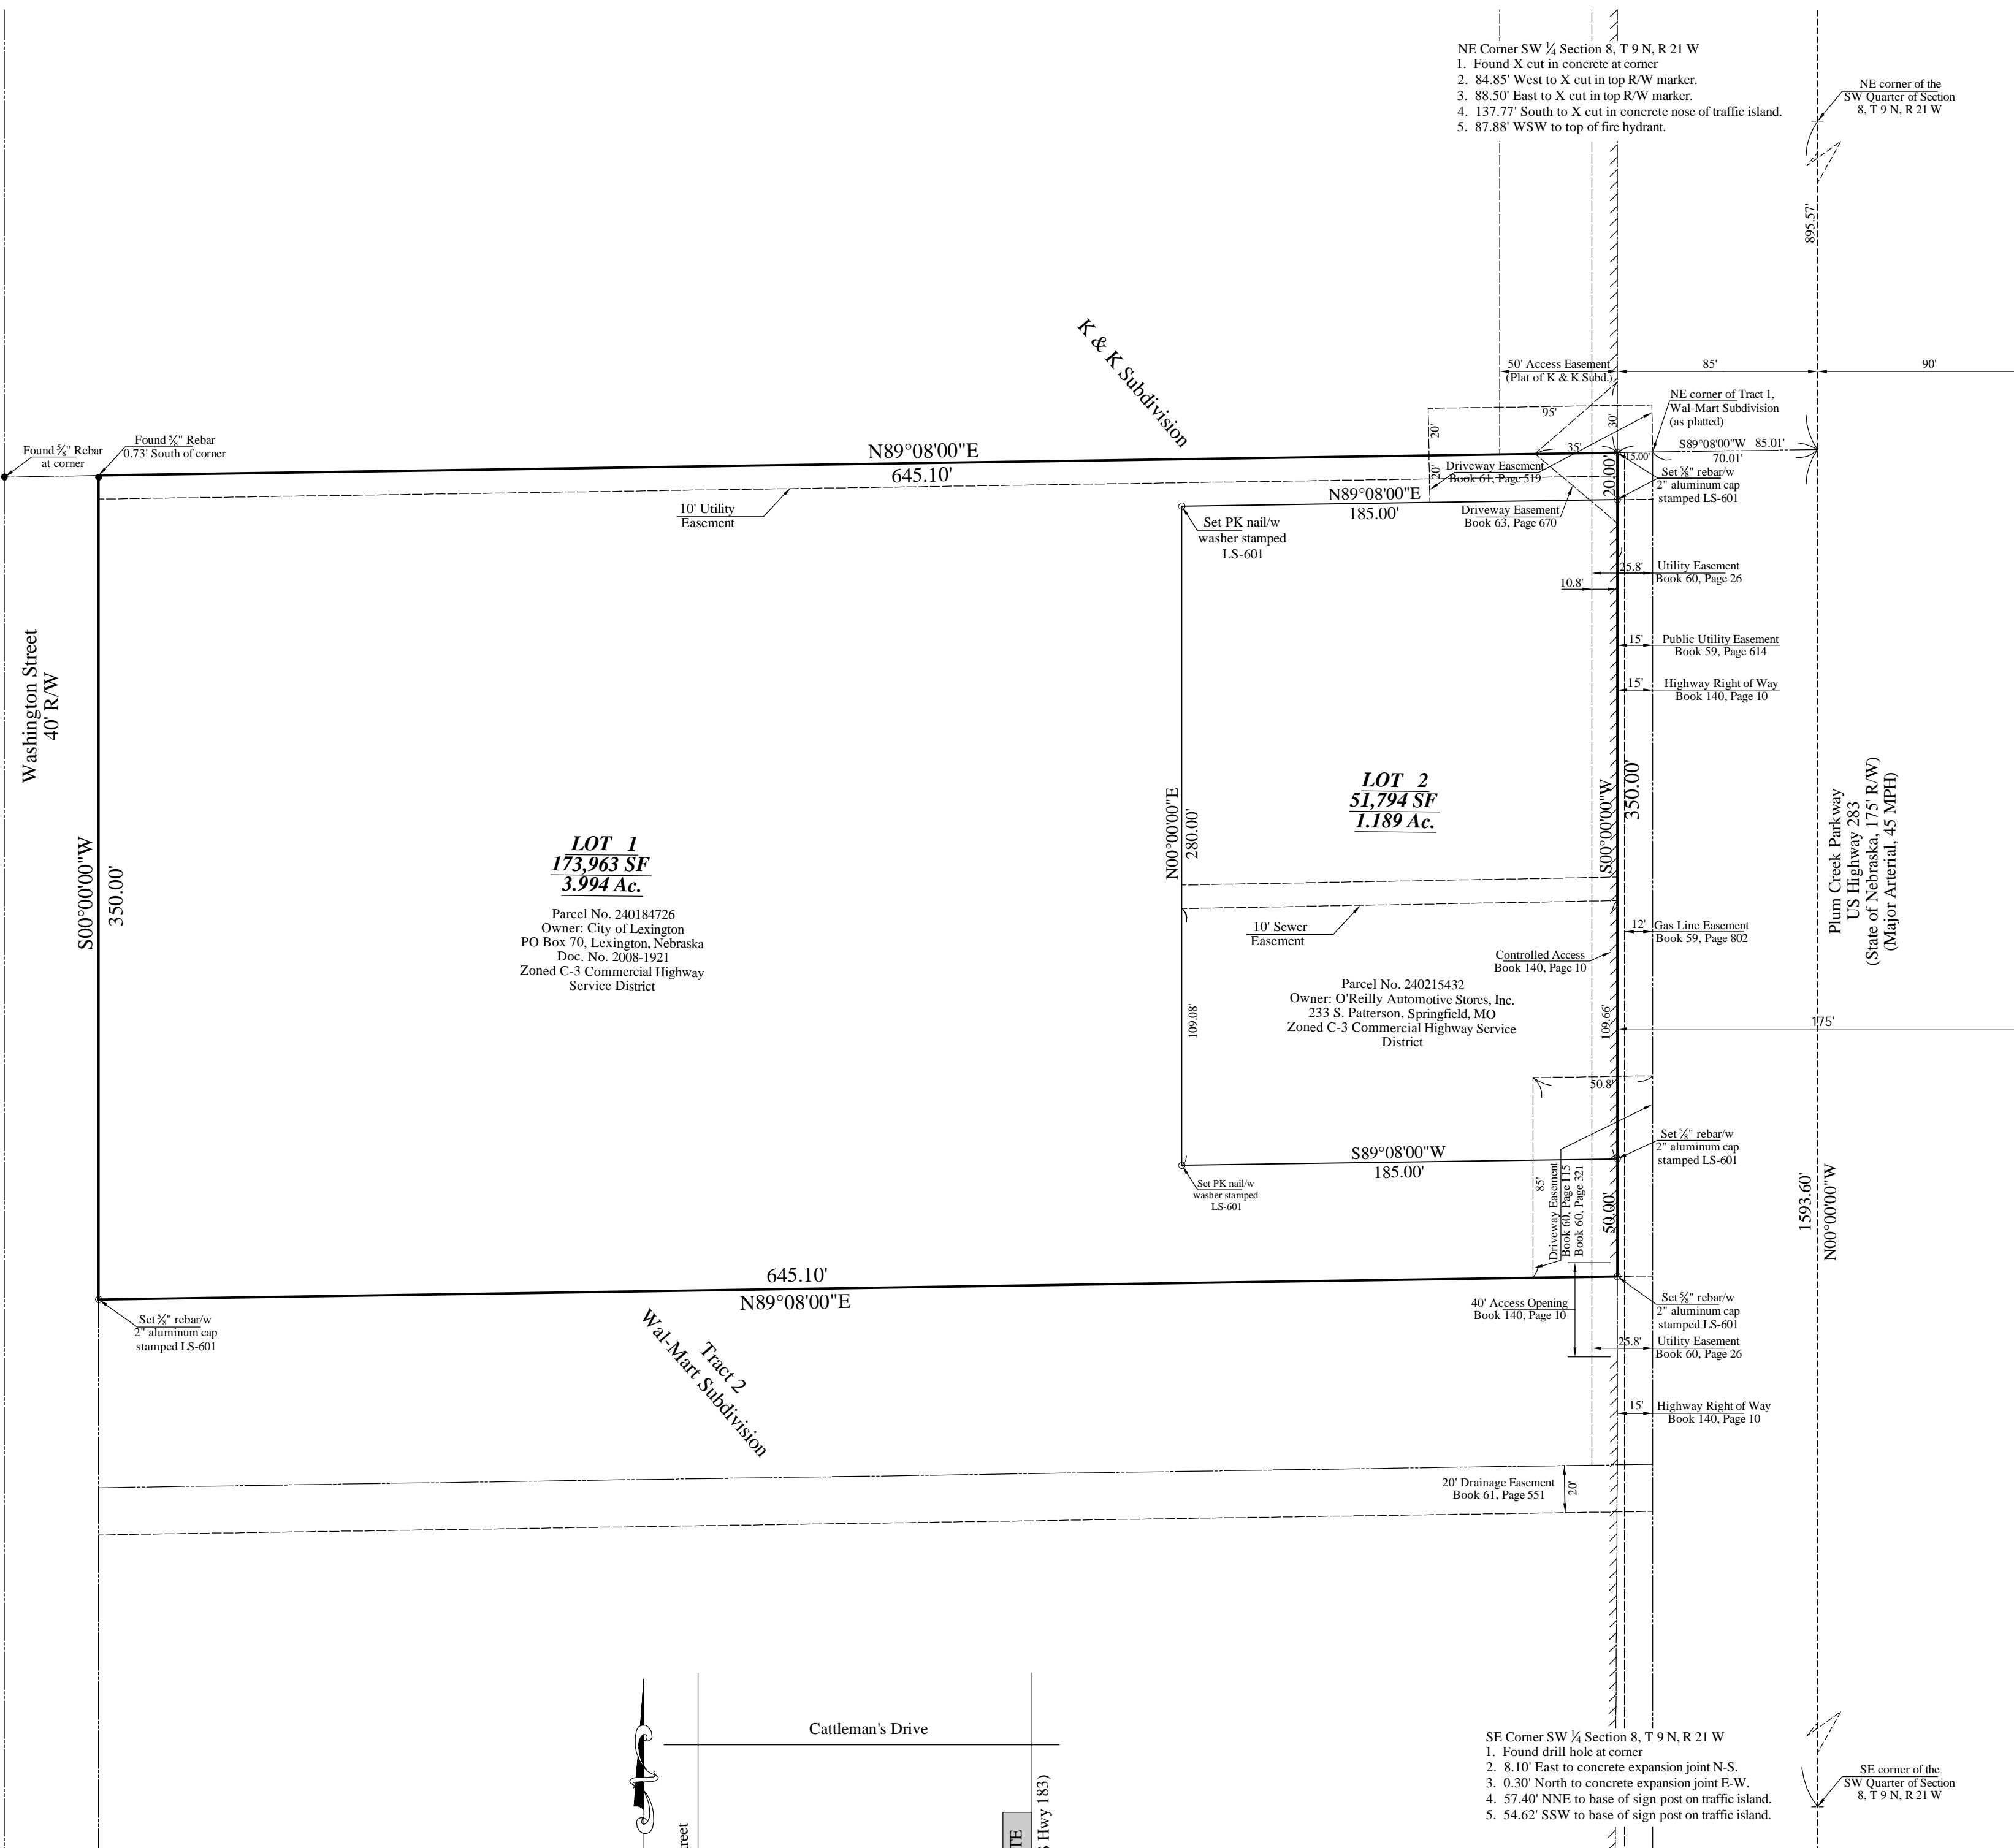 NE Corner SW ¼ Section 8, T 9 N, R 21 W
1. Found X cut in concrete at corner
2. 84.85' West to X cut in top R/W marker.
3. 88.50' East to X cut in top R/W marker.
4. 137.77' South to X cut in concrete nose of traffic island.
5. 87.88' WSW to top of fire hydrant.
NE corner of the
SW Quarter of Section
8, T 9 N, R 21 W
895.57'
K & K Subdivision
50' Access Easement
(Plat of K & K Subd.)
85'
90'
NE corner of Tract 1,
Wal-Mart Subdivision
(as platted)
95'
30'
20'
35'
S89°08'00"W 85.01'
15.00'
70.01'
Found ⅝" Rebar
at corner
Found ⅝" Rebar
0.73' South of corner
N89°08'00"E
645.10'
20'
Driveway Easement
Book 61, Page 519
20.00'
Set ⅝" rebar/w
2" aluminum cap
stamped LS-601
10' Utility
Easement
N89°08'00"E
185.00'
Driveway Easement
Book 63, Page 670
Set PK nail/w
washer stamped
LS-601
25.8'
Utility Easement
Book 60, Page 26
10.8'
15'
Public Utility Easement
Book 59, Page 614
15'
Highway Right of Way
Book 140, Page 10
Washington Street
40' R/W
S00°00'00"W
350.00'
LOT 1
173,963 SF
3.994 Ac.
Parcel No. 240184726
Owner: City of Lexington
PO Box 70, Lexington, Nebraska
Doc. No. 2008-1921
Zoned C-3 Commercial Highway
Service District
N00°00'00"E
280.00'
LOT 2
51,794 SF
1.189 Ac.
S00°00'00"W
350.00'
Plum Creek Parkway
US Highway 283
(State of Nebraska, 175' R/W)
(Major Arterial, 45 MPH)
10' Sewer
Easement
12'
Gas Line Easement
Book 59, Page 802
Controlled Access
Book 140, Page 10
Parcel No. 240215432
Owner: O'Reilly Automotive Stores, Inc.
233 S. Patterson, Springfield, MO
Zoned C-3 Commercial Highway Service
District
109.08'
109.66'
175'
50.8'
S89°08'00"W
185.00'
Set PK nail/w
washer stamped
LS-601
85'
Driveway Easement
Book 60, Page 115
Book 60, Page 321
50.00'
Set ⅝" rebar/w
2" aluminum cap
stamped LS-601
1593.60'
N00°00'00"W
645.10'
N89°08'00"E
Set ⅝" rebar/w
2" aluminum cap
stamped LS-601
Tract 2
Wal-Mart Subdivision
40' Access Opening
Book 140, Page 10
Set ⅝" rebar/w
2" aluminum cap
stamped LS-601
25.8'
Utility Easement
Book 60, Page 26
15'
Highway Right of Way
Book 140, Page 10
20' Drainage Easement
Book 61, Page 551
20'
Cattleman's Drive
reet
TE
S Hwy 183)
SE Corner SW ¼ Section 8, T 9 N, R 21 W
1. Found drill hole at corner
2. 8.10' East to concrete expansion joint N-S.
3. 0.30' North to concrete expansion joint E-W.
4. 57.40' NNE to base of sign post on traffic island.
5. 54.62' SSW to base of sign post on traffic island.
SE corner of the
SW Quarter of Section
8, T 9 N, R 21 W